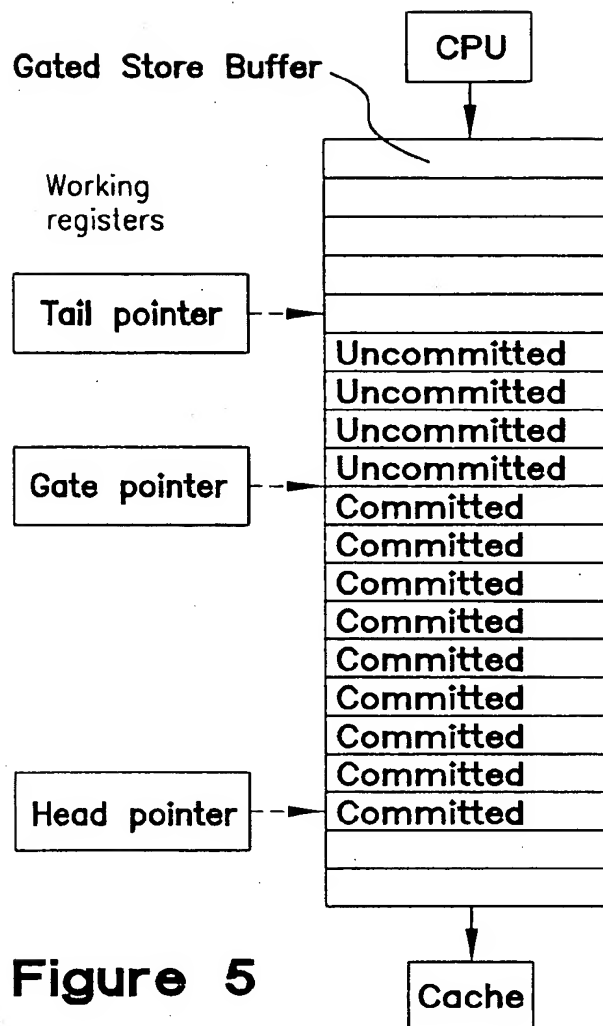 CPU
Gated Store Buffer
Working
registers
Tail pointer
Uncommitted
Uncommitted
Uncommitted
Uncommitted
Gate pointer
Committed
Committed
Committed
Committed
Committed
Committed
Committed
Committed
Head pointer
Committed
Figure 5
Cache